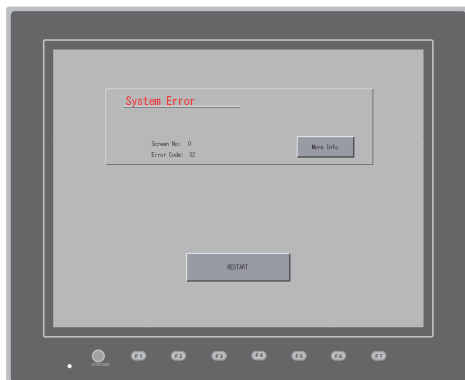 System Error
Screen No: 0
Error Code: 32
More Info
RESTART
SYSTEM
F1 F2 F3 F4 F5 F6 F7